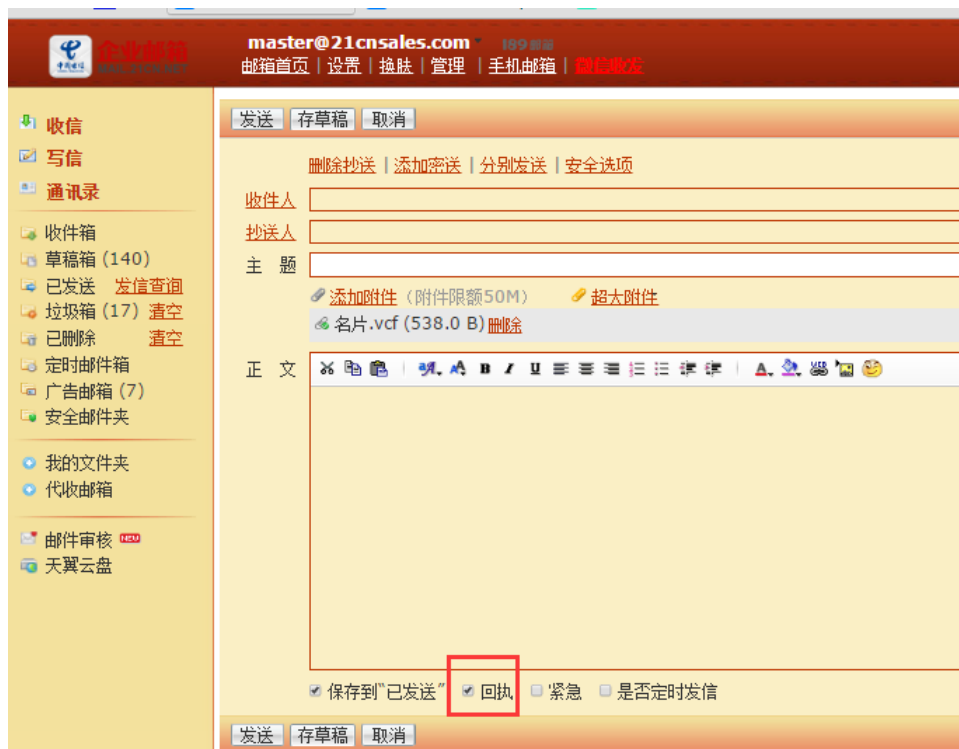 企业邮箱
master@21cnsales.com
邮箱首页 | 设置 | 换肤 | 管理 | 手机邮箱 | 微信收发
收信
写信
通讯录
收件箱
草稿箱 (140)
已发送 发信查询
垃圾箱 (17) 清空
已删除 清空
定时邮件箱
广告邮箱 (7)
安全邮件夹
我的文件夹
代收邮箱
邮件审核 NEW
天翼云盘
发送 存草稿 取消
删除抄送 | 添加密送 | 分别发送 | 安全选项
收件人
抄送人
主 题
添加附件 (附件限额50M) 超大附件
名片.vcf (538.0 B) 删除
正 文
保存到"已发送" 回执 紧急 是否定时发信
发送 存草稿 取消